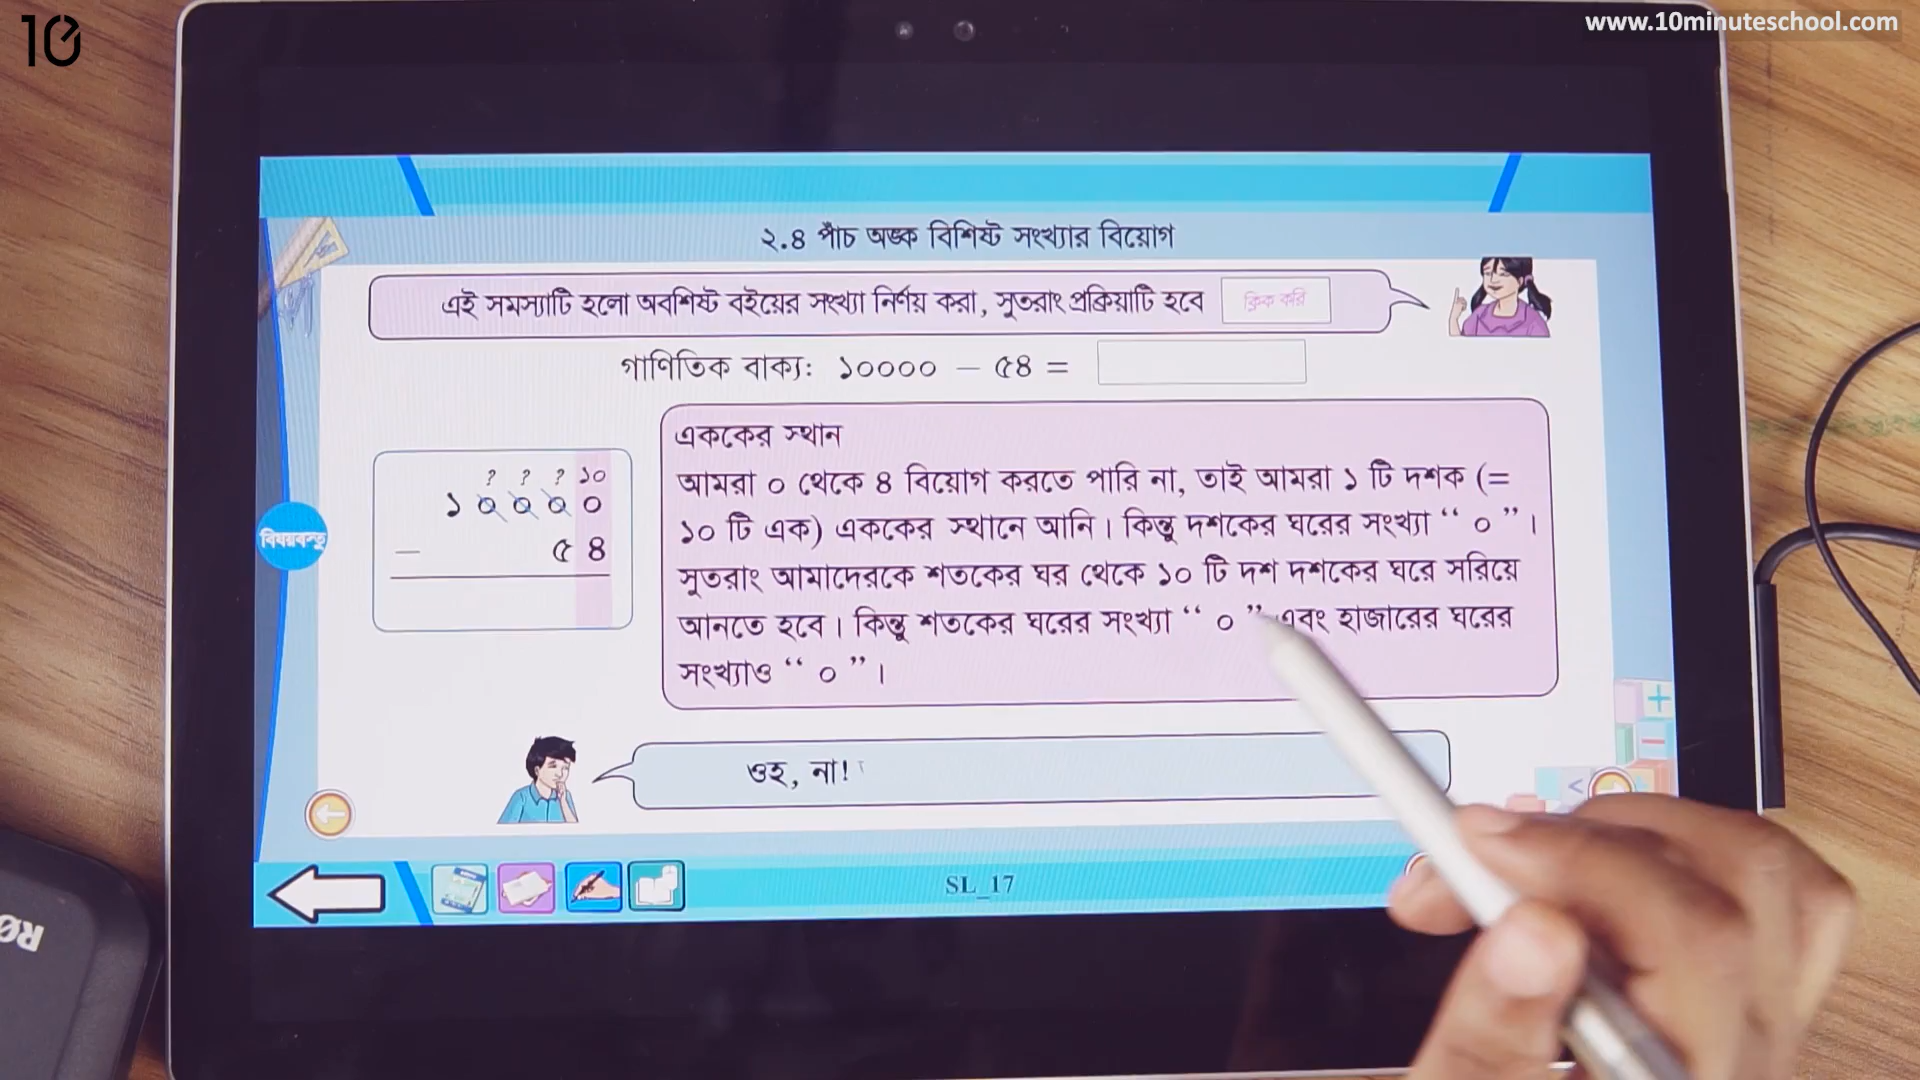 10
www.10minuteschool.com
২.৪ পাঁচ অঙ্ক বিশিষ্ট সংখ্যার বিয়োগ
এই সমস্যাটি হলো অবশিষ্ট বইয়ের সংখ্যা নির্ণয় করা, সুতরাং প্রক্রিয়াটি হবে ক্লিক করি
গাণিতিক বাক্য: ১০০০০ – ৫৪ =
? ? ? ১০
১ ০ ০ ০ ০
– ৫ ৪
বিষয়বস্তু
এককের স্থান
আমরা ০ থেকে ৪ বিয়োগ করতে পারি না, তাই আমরা ১ টি দশক (=
১০ টি এক) এককের স্থানে আনি। কিন্তু দশকের ঘরের সংখ্যা “ ০ ”।
সুতরাং আমাদেরকে শতকের ঘর থেকে ১০ টি দশ দশকের ঘরে সরিয়ে
আনতে হবে। কিন্তু শতকের ঘরের সংখ্যা “ ০ ” এবং হাজারের ঘরের
সংখ্যাও “ ০ ”।
ওহ, না!
SL_17